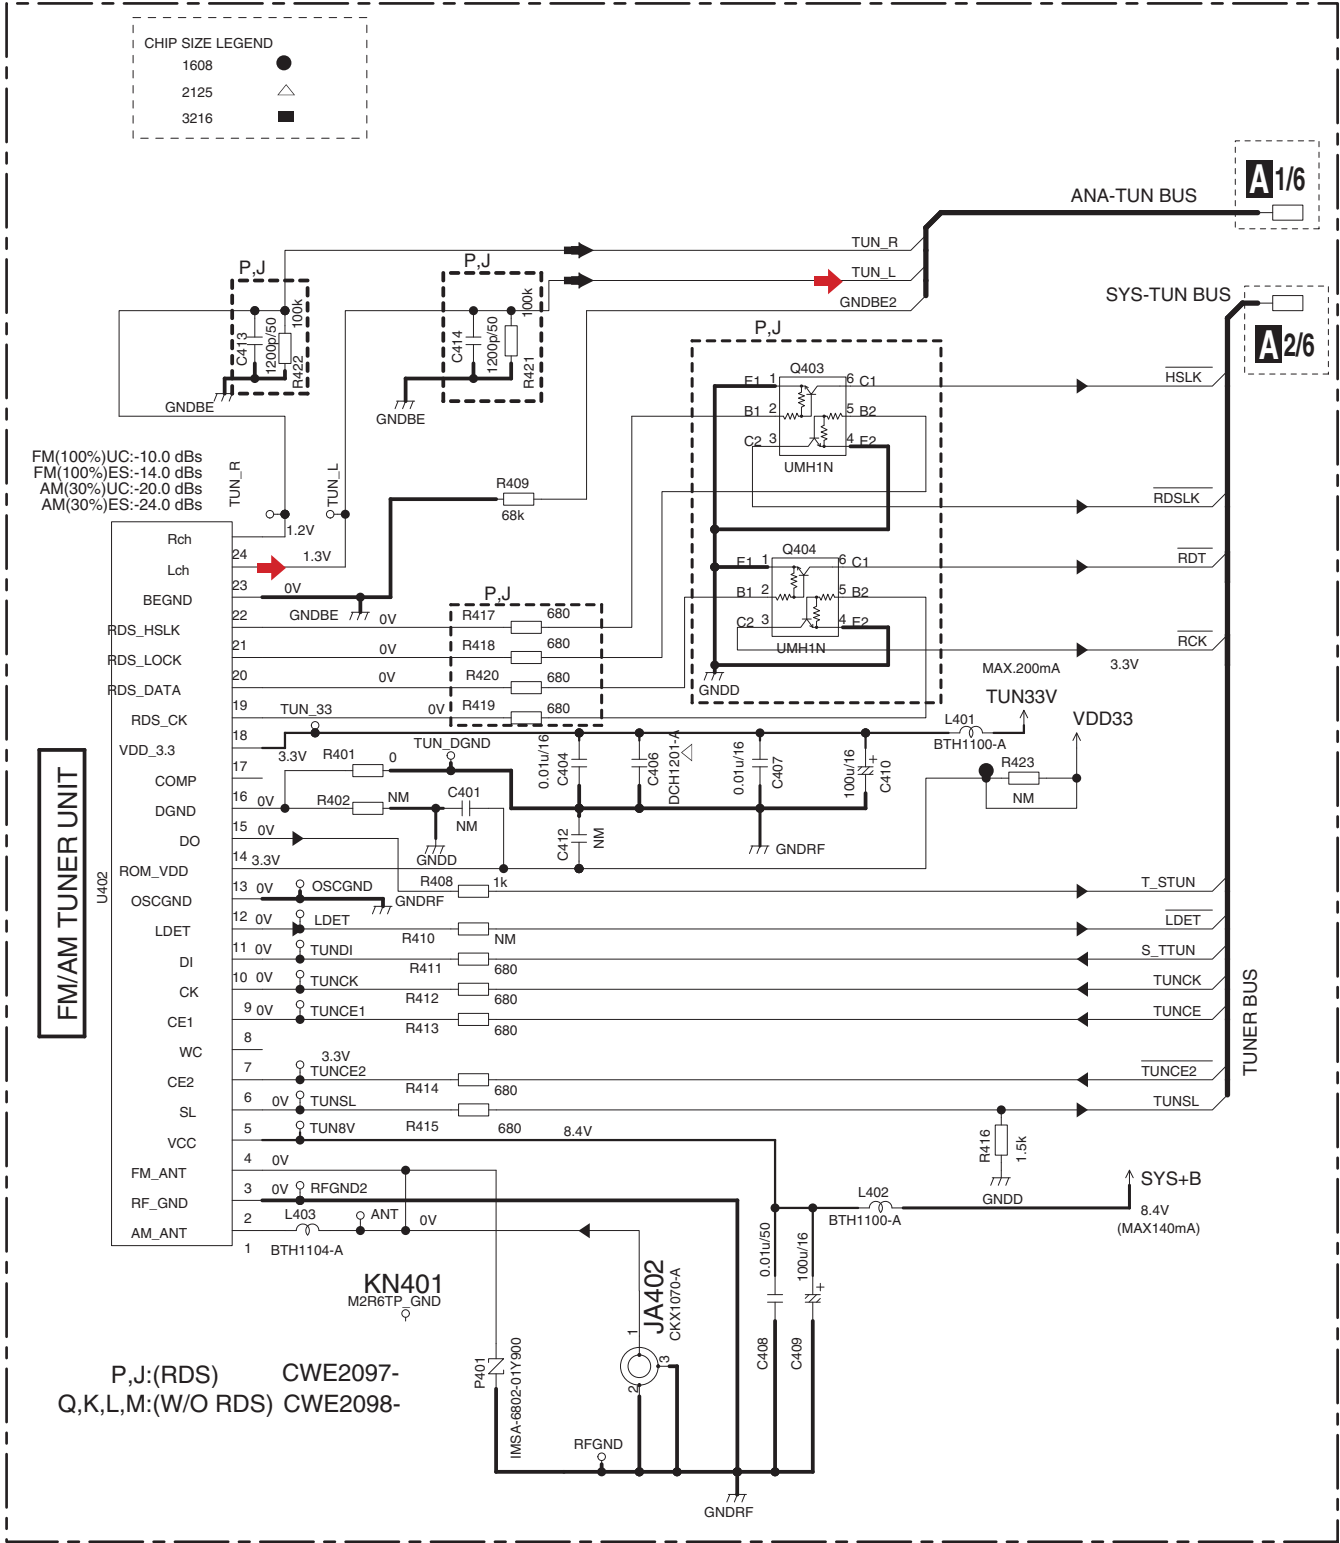 CHIP SIZE LEGEND
1608
2125
3216
A 1/6
ANA-TUN BUS
TUN_R
TUN_L
GNDBE2
SYS-TUN BUS
A 2/6
P,J
C413
1200p/50
100k
R422
GNDBE
P,J
C414
1200p/50
100k
R421
GNDBE
P,J
Q403
E1 1 6 C1
B1 2 5 B2
C2 3 4 E2
UMH1N
HSLK
RDSLK
Q404
E1 1 6 C1
B1 2 5 B2
C2 3 4 E2
UMH1N
GNDD
RDT
RCK
FM(100%)UC:-10.0 dBs
FM(100%)ES:-14.0 dBs
AM(30%)UC:-20.0 dBs
AM(30%)ES:-24.0 dBs
TUN_R
TUN_L
R409
68k
1.2V
1.3V
0V
GNDBE
Rch
24
Lch
23
BEGND
22
RDS_HSLK
21
RDS_LOCK
20
RDS_DATA
19
RDS_CK
18
VDD_3.3
17
COMP
16
DGND
15
DO
14
ROM_VDD
13
OSCGND
12
LDET
11
DI
10
CK
9
CE1
8
WC
7
CE2
6
SL
5
VCC
4
FM_ANT
3
RF_GND
2
AM_ANT
1
U402
FM/AM TUNER UNIT
P,J
0V R417 680
0V R418 680
0V R420 680
TUN_33 0V R419 680
3.3V
MAX.200mA
3.3V
TUN33V
VDD33
L401
BTH1100-A
R401 0
TUN_DGND
0.01u/16
C404
C406
DCH1201-A
0.01u/16
C407
100u/16
C410
+
R423
NM
0V R402 NM
C401
NM
GNDD
C412
NM
GNDRF
0V
3.3V
R408 1k
T_STUN
0V OSCGND
GNDRF
0V LDET
R410 NM
LDET
0V TUNDI
R411 680
S_TTUN
0V TUNCK
R412 680
TUNCK
0V TUNCE1
R413 680
TUNCE
3.3V
TUNCE2
R414 680
TUNCE2
0V TUNSL
R415 680
TUNSL
TUNER BUS
TUN8V
8.4V
R416
1.5k
GNDD
0V
0V RFGND2
L403
BTH1104-A
ANT
0V
L402
BTH1100-A
SYS+B
8.4V
(MAX140mA)
0.01u/50
C408
100u/16
C409
+
KN401
M2R6TP_GND
JA402
CKX1070-A
1
2
3
P401
IMSA-6802-01Y900
RFGND
GNDRF
P,J:(RDS) CWE2097-
Q,K,L,M:(W/O RDS) CWE2098-